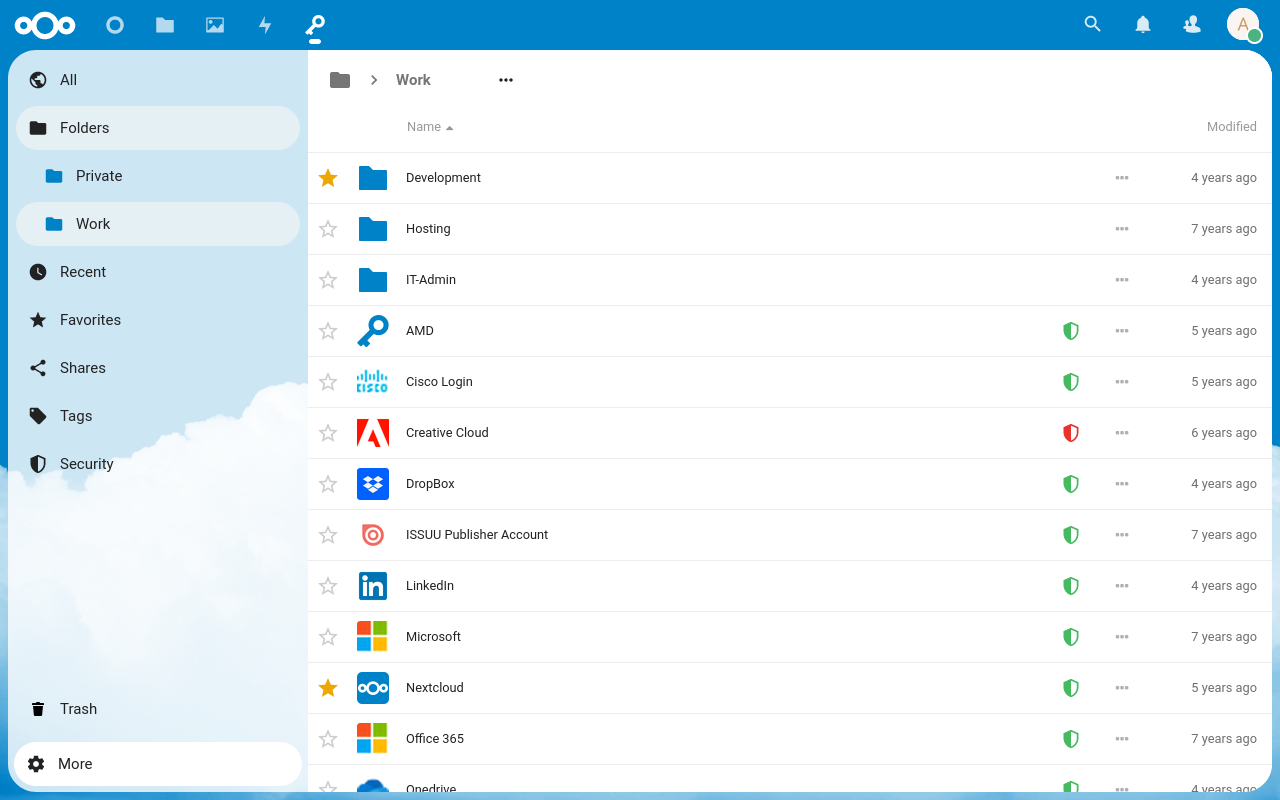 A
All
Folders
Private
Work
Recent
Favorites
Shares
Tags
Security
Trash
More
Work
Name Modified
Development 4 years ago
Hosting 7 years ago
IT-Admin 4 years ago
AMD 5 years ago
CISCO Cisco Login 5 years ago
Creative Cloud 6 years ago
DropBox 4 years ago
ISSUU Publisher Account 7 years ago
in LinkedIn 4 years ago
Microsoft 7 years ago
Nextcloud 5 years ago
Office 365 7 years ago
Onedrive 4 years ago